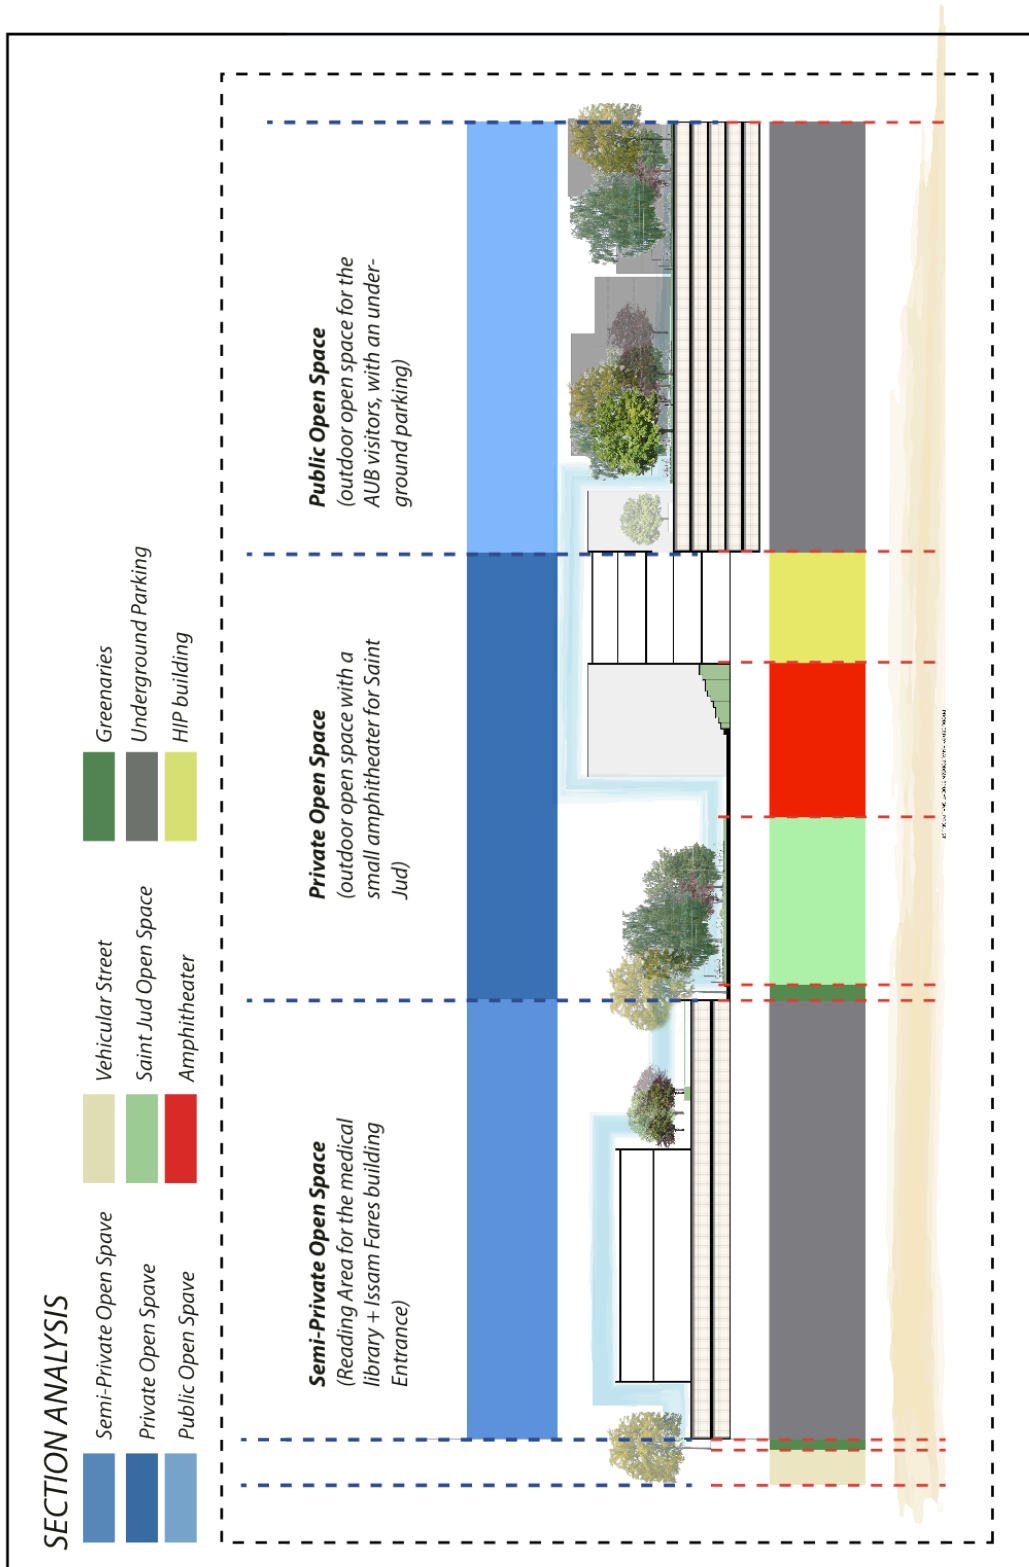 SECTION ANALYSIS
Semi-Private Open Spave
Vehicular Street
Greenaries
Private Open Spave
Saint Jud Open Space
Underground Parking
Public Open Spave
Amphitheater
HIP building
Semi-Private Open Space
(Reading Area for the medical
library + Issam Fares building
Entrance)
Private Open Space
(outdoor open space with a
small amphitheater for Saint
Jud)
Public Open Space
(outdoor open space for the
AUB visitors, with an under-
ground parking)